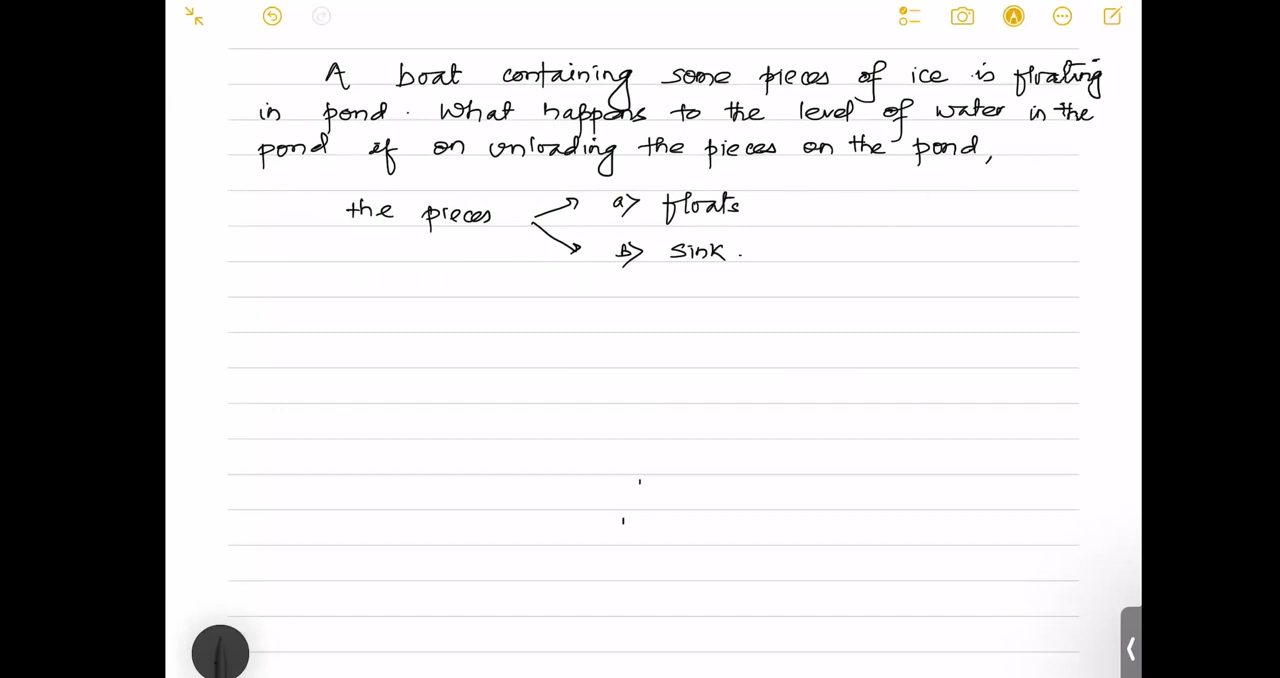 A boat containing some pieces of ice is floating
in pond. What happens to the level of water in the
pond if on unloading the pieces on the pond,
the pieces a> floats
b> sink.